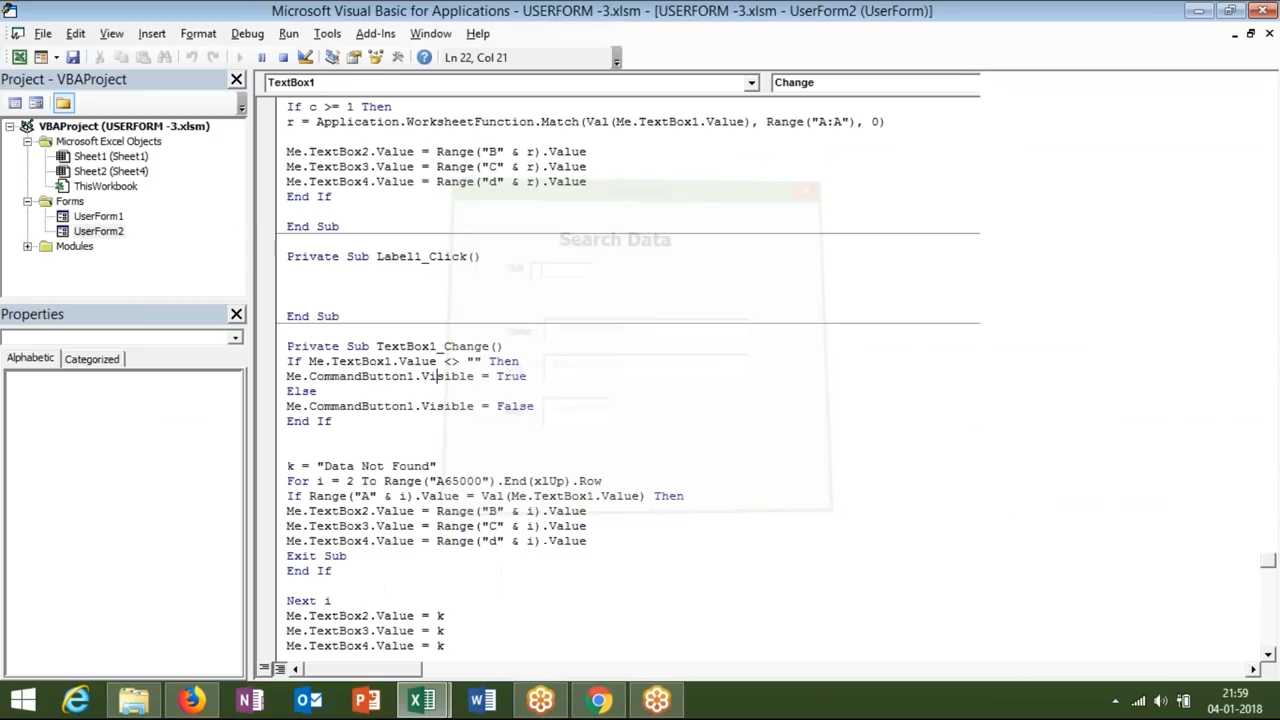 Microsoft Visual Basic for Applications - USERFORM -3.xlsm - [USERFORM -3.xlsm - UserForm2 (UserForm)]
File Edit View Insert Format Debug Run Tools Add-Ins Window Help
Ln 22, Col 21
Project - VBAProject
VBAProject (USERFORM -3.xlsm)
Microsoft Excel Objects
Sheet1 (Sheet1)
Sheet2 (Sheet4)
ThisWorkbook
Forms
UserForm1
UserForm2
Modules
Properties
Alphabetic Categorized
TextBox1 Change
If c >= 1 Then
r = Application.WorksheetFunction.Match(Val(Me.TextBox1.Value), Range("A:A"), 0)
Me.TextBox2.Value = Range("B" & r).Value
Me.TextBox3.Value = Range("C" & r).Value
Me.TextBox4.Value = Range("d" & r).Value
End If
End Sub
Search Data
Private Sub Label1_Click()
End Sub
Private Sub TextBox1_Change()
If Me.TextBox1.Value <> "" Then
Me.CommandButton1.Visible = True
Else
Me.CommandButton1.Visible = False
End If
k = "Data Not Found"
For i = 2 To Range("A65000").End(xlUp).Row
If Range("A" & i).Value = Val(Me.TextBox1.Value) Then
Me.TextBox2.Value = Range("B" & i).Value
Me.TextBox3.Value = Range("C" & i).Value
Me.TextBox4.Value = Range("d" & i).Value
Exit Sub
End If
Next i
Me.TextBox2.Value = k
Me.TextBox3.Value = k
Me.TextBox4.Value = k
21:59
04-01-2018